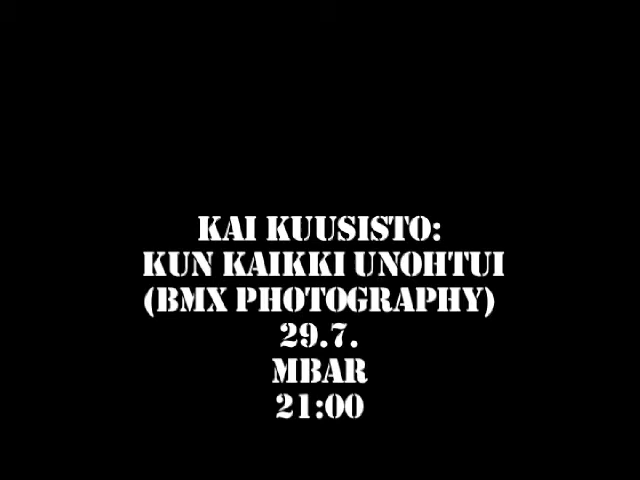 KAI KUUSISTO:
KUN KAIKKI UNOHTUI
(BMX PHOTOGRAPHY)
29.7.
MBAR
21:00